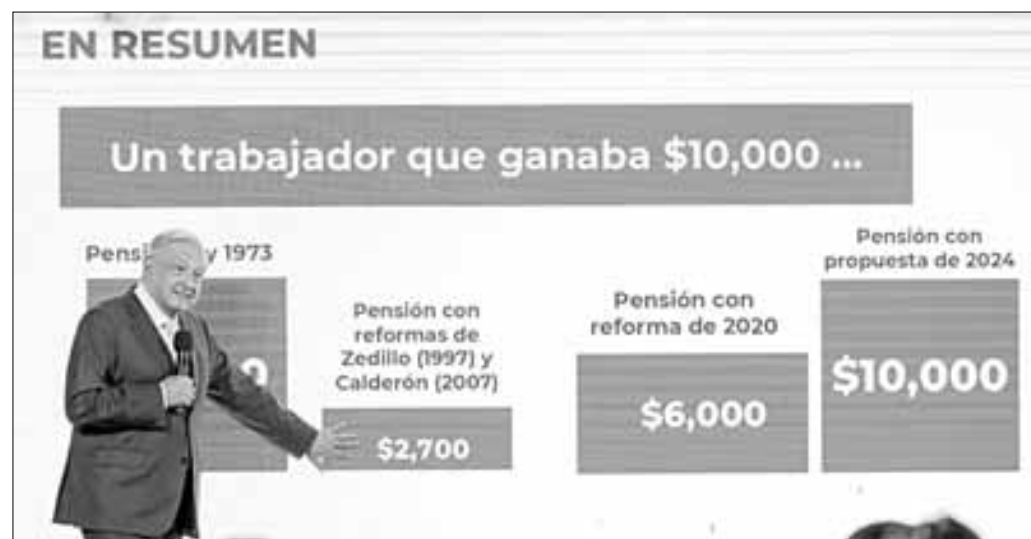 EN RESUMEN
Un trabajador que ganaba $10,000 ...
y 1973
Pensión con
reformas de
Zedillo (1997) y
Calderón (2007)
$2,700
Pensión con
reforma de 2020
$6,000
Pensión con
propuesta de 2024
$10,000